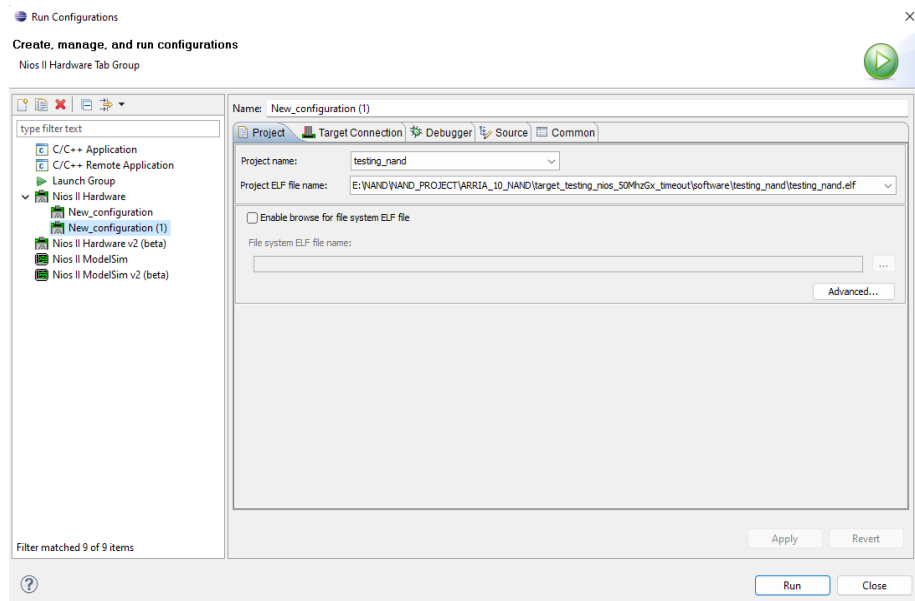 Run Configurations
Create, manage, and run configurations
Nios II Hardware Tab Group
type filter text
C/C++ Application
C/C++ Remote Application
Launch Group
Nios II Hardware
New_configuration
New_configuration (1)
Nios II Hardware v2 (beta)
Nios II ModelSim
Nios II ModelSim v2 (beta)
Filter matched 9 of 9 items
Name: New_configuration (1)
Project Target Connection Debugger Source Common
Project name: testing_nand
Project ELF file name: E:\NAND\NAND_PROJECT\ARRIA_10_NAND\target_testing_nios_50MhzGx_timeout\software\testing_nand\testing_nand.elf
Enable browse for file system ELF file
File system ELF file name:
...
Advanced...
Apply Revert
Run Close